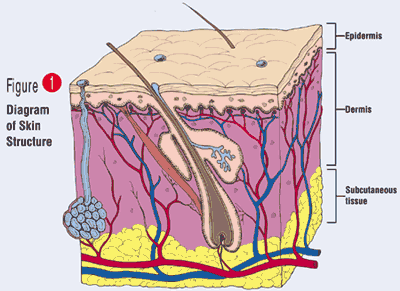 Figure 1
Diagram
of Skin
Structure
Epidermis
Dermis
Subcutaneous
tissue